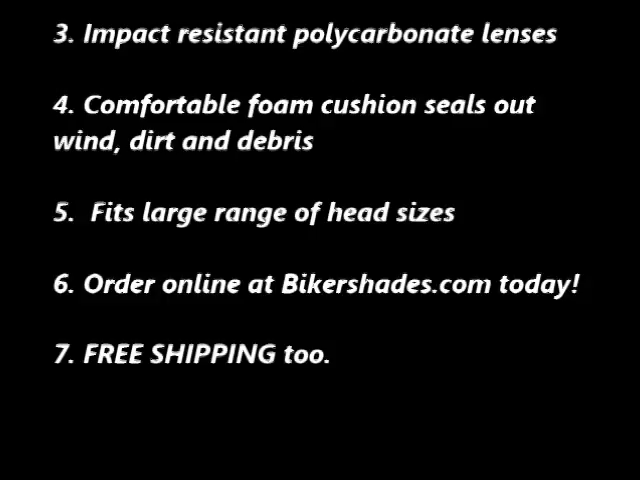 3. Impact resistant polycarbonate lenses
4. Comfortable foam cushion seals out
wind, dirt and debris
5.  Fits large range of head sizes
6. Order online at Bikershades.com today!
7. FREE SHIPPING too.